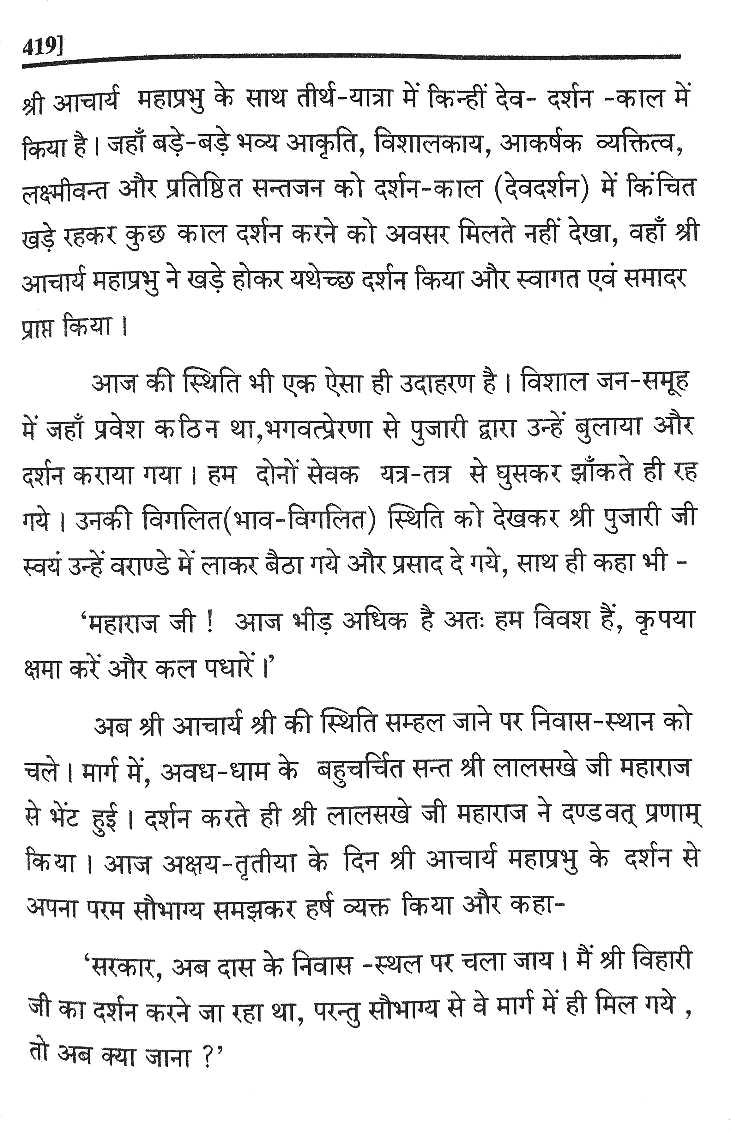 419]
श्री आचार्य महाप्रभु के साथ तीर्थ-यात्रा में किन्हीं देव- दर्शन -काल में
किया है। जहाँ बड़े-बड़े भव्य आकृति, विशालकाय, आकर्षक व्यक्तित्व,
लक्ष्मीवन्त और प्रतिष्ठित सन्तजन को दर्शन-काल (देवदर्शन) में किंचित
खड़े रहकर कुछ काल दर्शन करने को अवसर मिलते नहीं देखा, वहाँ श्री
आचार्य महाप्रभु ने खड़े होकर यथेच्छ दर्शन किया और स्वागत एवं समादर
प्राप्त किया ।
आज की स्थिति भी एक ऐसा ही उदाहरण है। विशाल जन-समूह
में जहाँ प्रवेश कठिन था,भगवत्प्रेरणा से पुजारी द्वारा उन्हें बुलाया और
दर्शन कराया गया । हम दोनों सेवक यत्र-तत्र से घुसकर झाँकते ही रह
गये । उनकी विगलित(भाव-विगलित) स्थिति को देखकर श्री पुजारी जी
स्वयं उन्हें वराण्डे में लाकर बैठा गये और प्रसाद दे गये, साथ ही कहा भी -
‘महाराज जी ! आज भीड़ अधिक है अतः हम विवश हैं, कृपया
क्षमा करें और कल पधारें।’
अब श्री आचार्य श्री की स्थिति सम्हल जाने पर निवास-स्थान को
चले। मार्ग में, अवध-धाम के बहुचर्चित सन्त श्री लालसखे जी महाराज
से भेंट हुई । दर्शन करते ही श्री लालसखे जी महाराज ने दण्डवत् प्रणाम्
किया । आज अक्षय-तृतीया के दिन श्री आचार्य महाप्रभु के दर्शन से
अपना परम सौभाग्य समझकर हर्ष व्यक्त किया और कहा-
‘सरकार, अब दास के निवास -स्थल पर चला जाय। मैं श्री विहारी
जी का दर्शन करने जा रहा था, परन्तु सौभाग्य से वे मार्ग में ही मिल गये ,
तो अब क्या जाना ?’